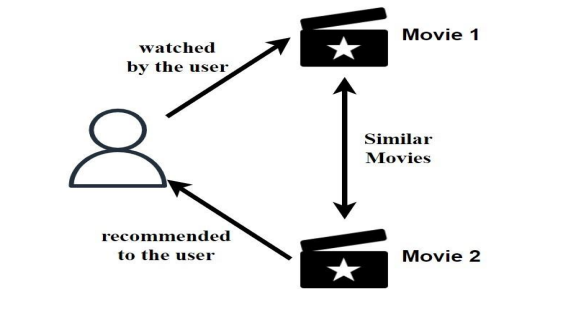 watched
by the user
Movie 1
Similar
Movies
recommended
to the user
Movie 2